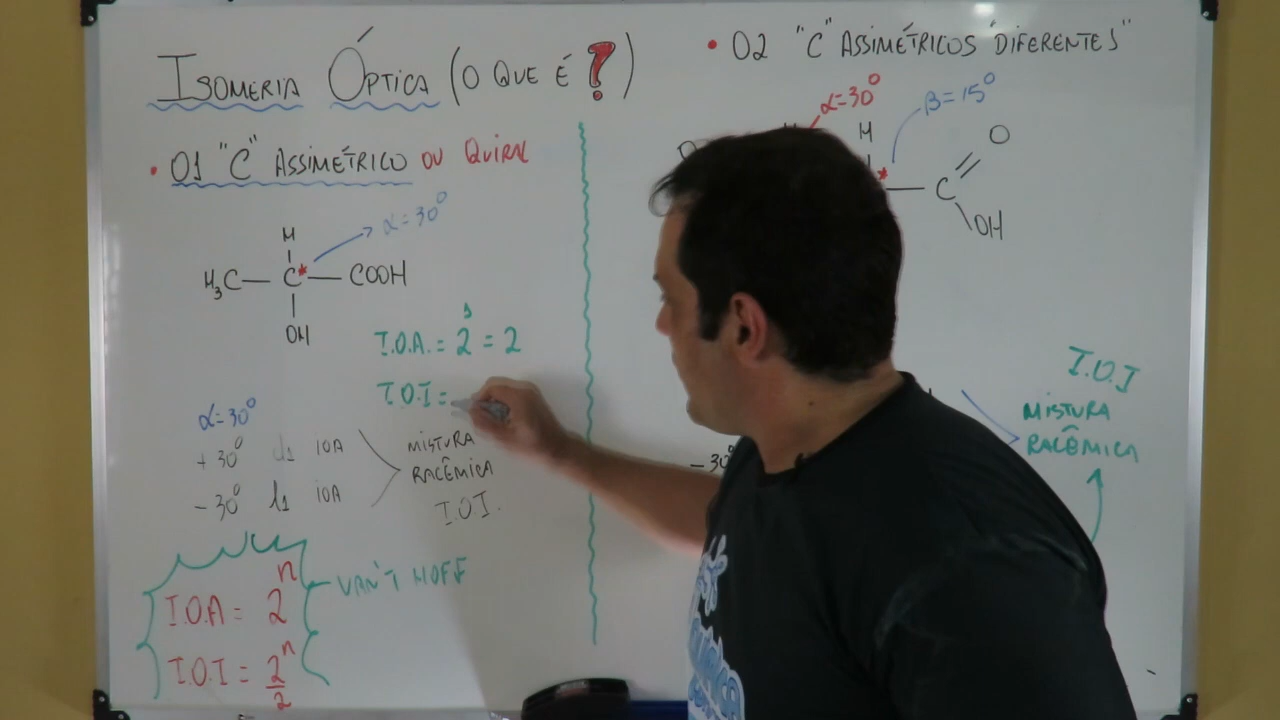 ISOMERIA ÓPTICA (O QUE É ?)
• 01 "C" ASSIMÉTRICO OU QUIRAL
α=30°
H
H₃C — C* — COOH
OH
I.O.A. = 2¹ = 2
I.O.I =
α=30°
+30° d₁ IOA
-30° l₁ IOA
MISTURA
RACÊMICA
I.O.I.
I.O.A = 2ⁿ
VAN'T HOFF
I.O.I = 2ⁿ/2
• 02 "C" ASSIMÉTRICOS "DIFERENTES"
α=30°
β=15°
H
O
* — C
OH
-30°
I.O.I
MISTURA
RACÊMICA